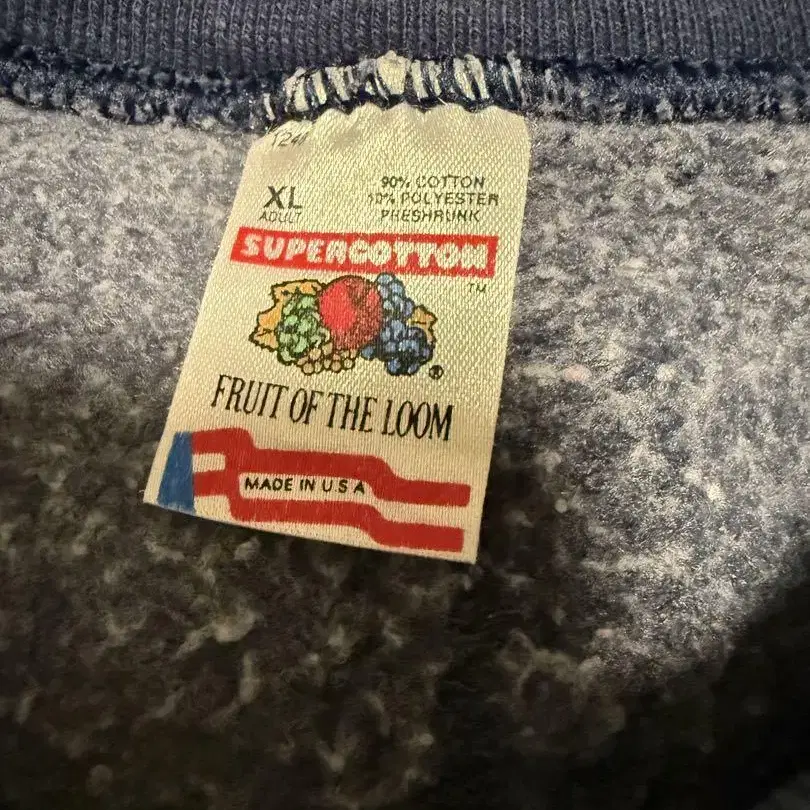 XL
ADULT
90% COTTON
10% POLYESTER
PRESHRUNK
SUPERCOTTON
TM
®
FRUIT OF THE LOOM
MADE IN U S A